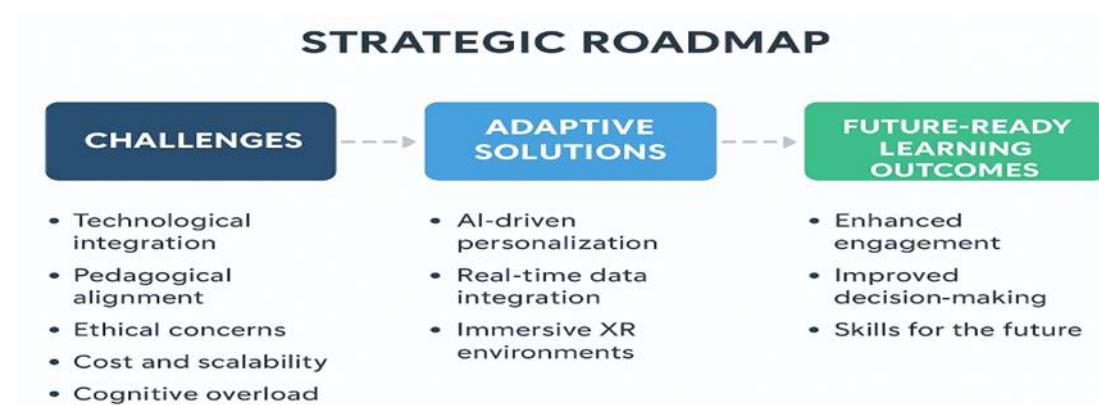 STRATEGIC ROADMAP
CHALLENGES
• Technological
integration
• Pedagogical
alignment
• Ethical concerns
• Cost and scalability
• Cognitive overload
ADAPTIVE
SOLUTIONS
• AI-driven
personalization
• Real-time data
integration
• Immersive XR
environments
FUTURE-READY
LEARNING
OUTCOMES
• Enhanced
engagement
• Improved
decision-making
• Skills for the future